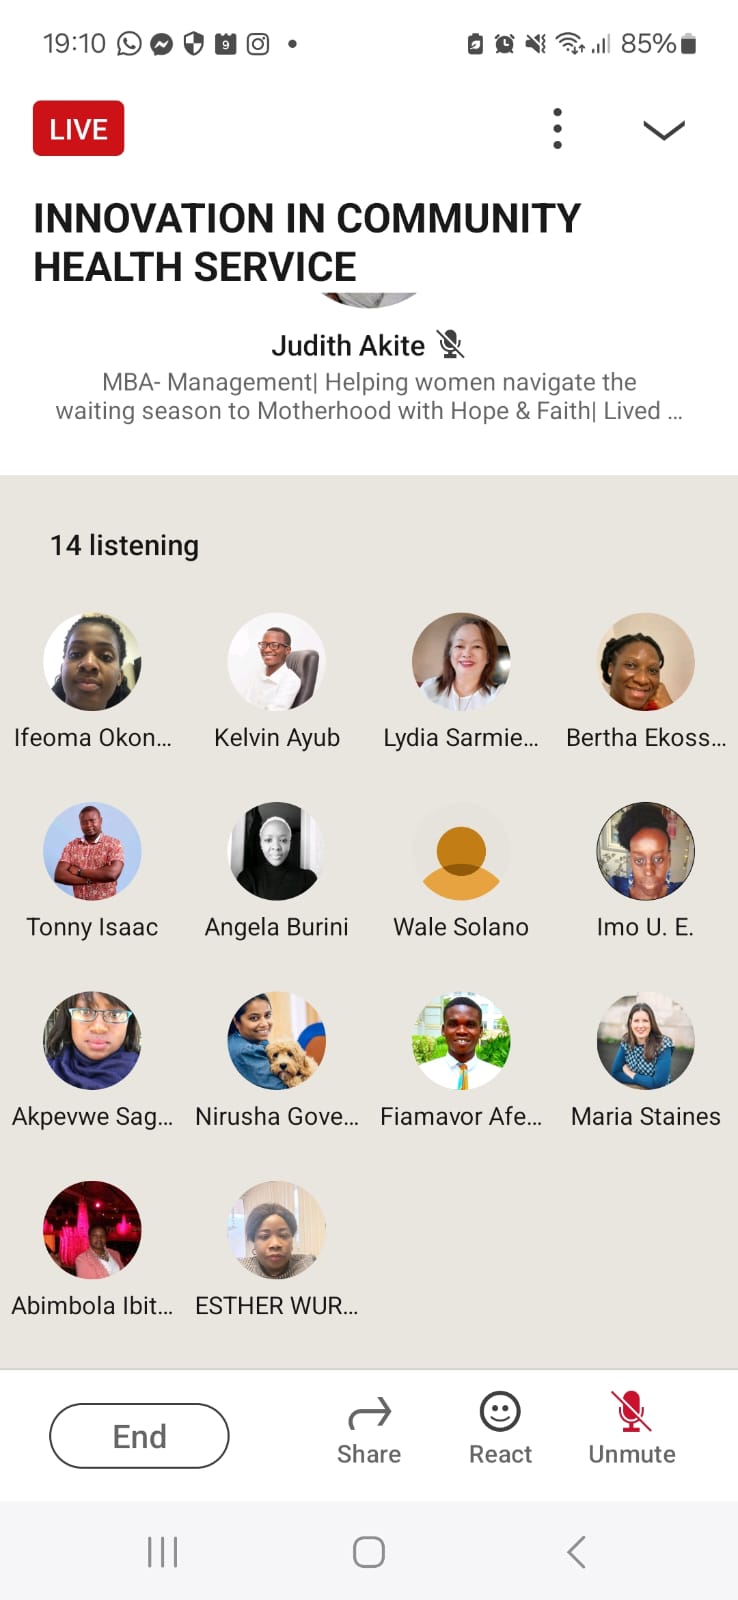 19:10
9
85%
LIVE
INNOVATION IN COMMUNITY
HEALTH SERVICE
Judith Akite
MBA- Management| Helping women navigate the
waiting season to Motherhood with Hope & Faith| Lived ...
14 listening
Ifeoma Okon... Kelvin Ayub Lydia Sarmie... Bertha Ekoss...
Tonny Isaac Angela Burini Wale Solano Imo U. E.
Akpevwe Sag... Nirusha Gove... Fiamavor Afe... Maria Staines
Abimbola Ibit... ESTHER WUR...
End Share React Unmute